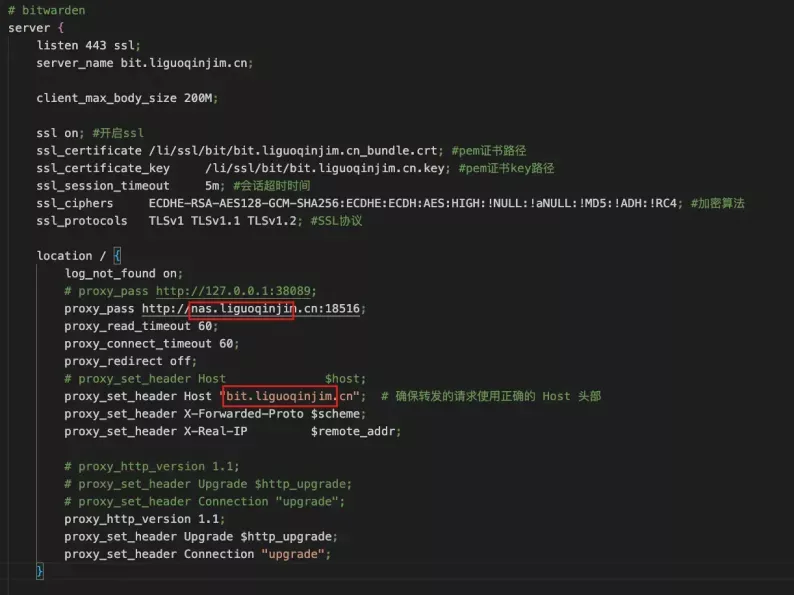 # bitwarden
server {
listen 443 ssl;
server_name bit.liguoqinjim.cn;
client_max_body_size 200M;
ssl on; #开启ssl
ssl_certificate /li/ssl/bit/bit.liguoqinjim.cn_bundle.crt; #pem证书路径
ssl_certificate_key /li/ssl/bit/bit.liguoqinjim.cn.key; #pem证书key路径
ssl_session_timeout 5m; #会话超时时间
ssl_ciphers ECDHE-RSA-AES128-GCM-SHA256:ECDHE:ECDH:AES:HIGH:!NULL:!aNULL:!MD5:!ADH:!RC4; #加密算法
ssl_protocols TLSv1 TLSv1.1 TLSv1.2; #SSL协议
location / {
log_not_found on;
# proxy_pass http://127.0.0.1:38089;
proxy_pass http://nas.liguoqinjim.cn:18516;
proxy_read_timeout 60;
proxy_connect_timeout 60;
proxy_redirect off;
# proxy_set_header Host $host;
proxy_set_header Host "bit.liguoqinjim.cn"; # 确保转发的请求使用正确的 Host 头部
proxy_set_header X-Forwarded-Proto $scheme;
proxy_set_header X-Real-IP $remote_addr;
# proxy_http_version 1.1;
# proxy_set_header Upgrade $http_upgrade;
# proxy_set_header Connection "upgrade";
proxy_http_version 1.1;
proxy_set_header Upgrade $http_upgrade;
proxy_set_header Connection "upgrade";
}